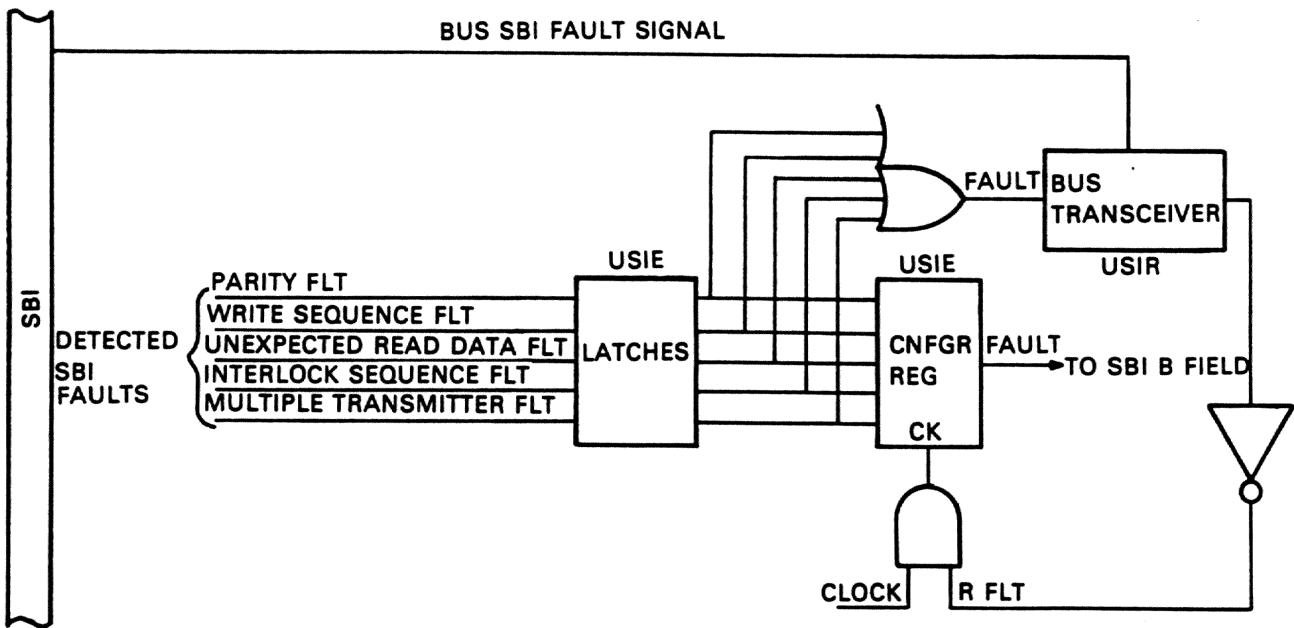 BUS SBI FAULT SIGNAL
FAULT
BUS
TRANSCEIVER
USIR
USIE
USIE
SBI
DETECTED
SBI
FAULTS
PARITY FLT
WRITE SEQUENCE FLT
UNEXPECTED READ DATA FLT
INTERLOCK SEQUENCE FLT
MULTIPLE TRANSMITTER FLT
LATCHES
CNFGR
REG
CK
FAULT
TO SBI B FIELD
CLOCK
R FLT